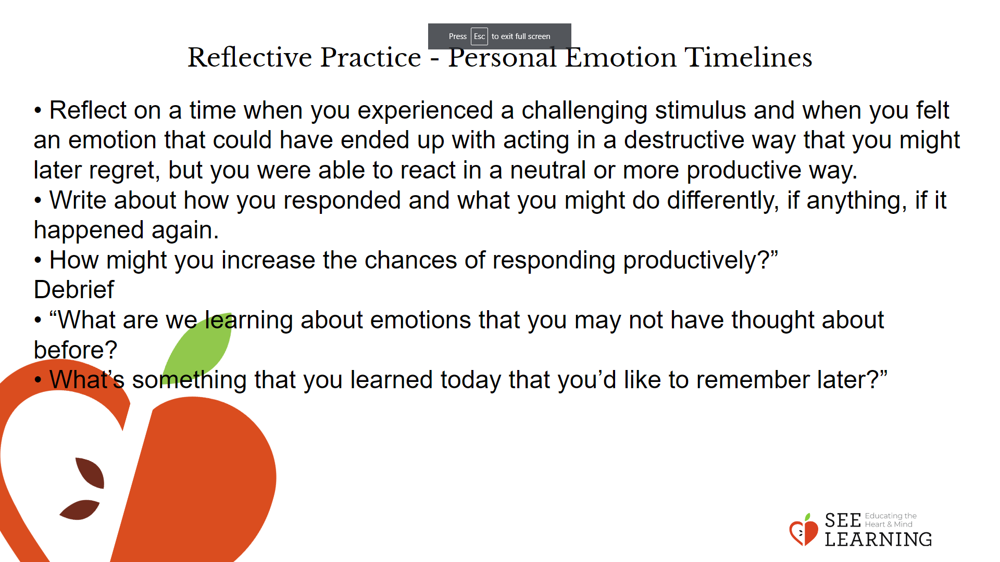 Press Esc to exit full screen
Reflective Practice - Personal Emotion Timelines
• Reflect on a time when you experienced a challenging stimulus and when you felt
an emotion that could have ended up with acting in a destructive way that you might
later regret, but you were able to react in a neutral or more productive way.
• Write about how you responded and what you might do differently, if anything, if it
happened again.
• How might you increase the chances of responding productively?”
Debrief
• “What are we learning about emotions that you may not have thought about
before?
• What’s something that you learned today that you’d like to remember later?”
SEE Educating the
Heart & Mind
LEARNING